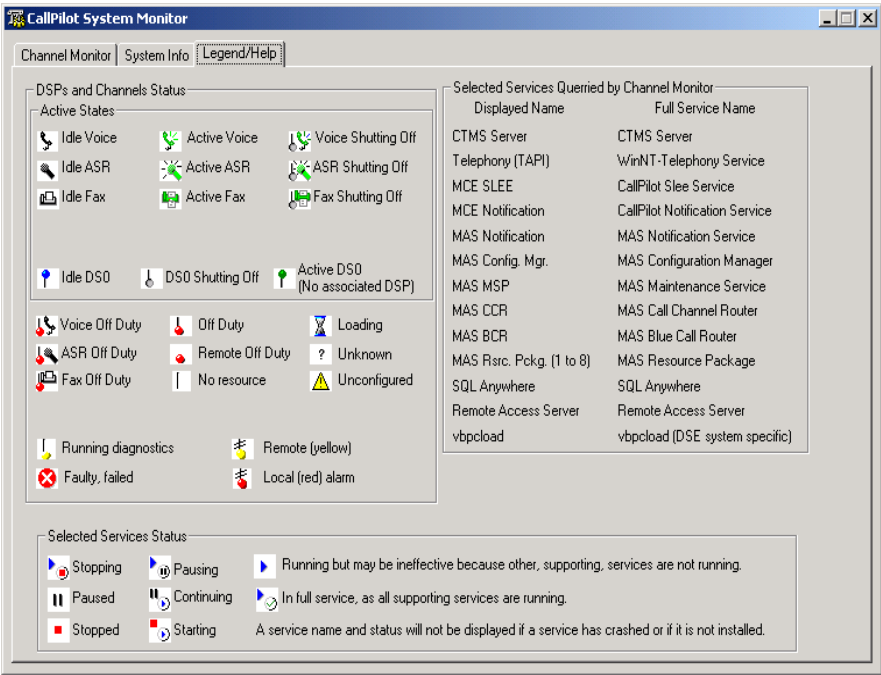 CallPilot System Monitor
Channel Monitor System Info Legend/Help
DSPs and Channels Status
Active States
Idle Voice Active Voice Voice Shutting Off
Idle ASR Active ASR ASR Shutting Off
Idle Fax Active Fax Fax Shutting Off
Idle DS0 DS0 Shutting Off Active DS0
(No associated DSP)
Voice Off Duty Off Duty Loading
ASR Off Duty Remote Off Duty ? Unknown
Fax Off Duty No resource Unconfigured
Running diagnostics Remote (yellow)
Faulty, failed Local (red) alarm
Selected Services Querried by Channel Monitor
Displayed Name Full Service Name
CTMS Server CTMS Server
Telephony (TAPI) WinNT-Telephony Service
MCE SLEE CallPilot Slee Service
MCE Notification CallPilot Notification Service
MAS Notification MAS Notification Service
MAS Config. Mgr. MAS Configuration Manager
MAS MSP MAS Maintenance Service
MAS CCR MAS Call Channel Router
MAS BCR MAS Blue Call Router
MAS Rsrc. Pckg. (1 to 8) MAS Resource Package
SQL Anywhere SQL Anywhere
Remote Access Server Remote Access Server
vbpcload vbpcload (DSE system specific)
Selected Services Status
Stopping Pausing Running but may be ineffective because other, supporting, services are not running.
Paused Continuing In full service, as all supporting services are running.
Stopped Starting A service name and status will not be displayed if a service has crashed or if it is not installed.